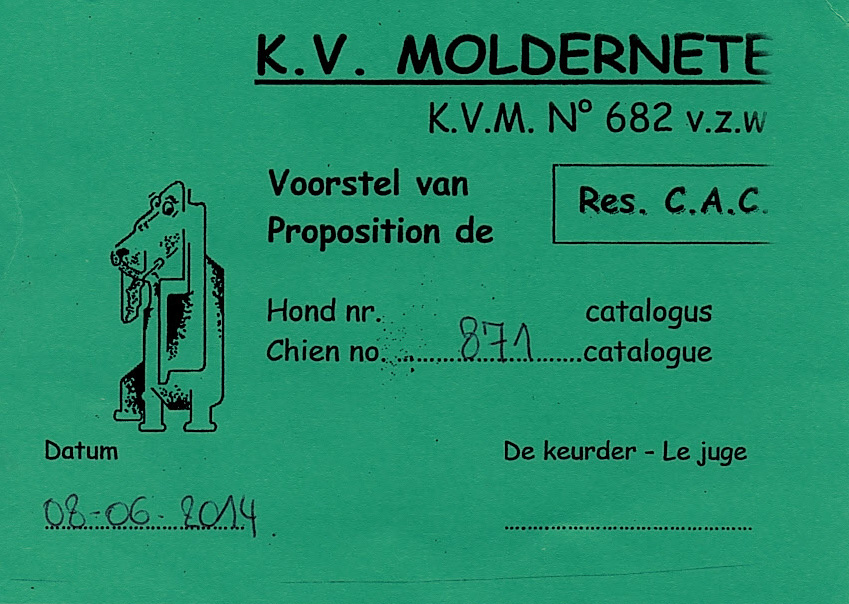 K.V. MOLDERNETE
K.V.M. N° 682 v.z.w
Voorstel van
Proposition de
Res. C.A.C.
Hond nr. catalogus
Chien no. 871 catalogue
Datum
De keurder - Le juge
08-06-2014